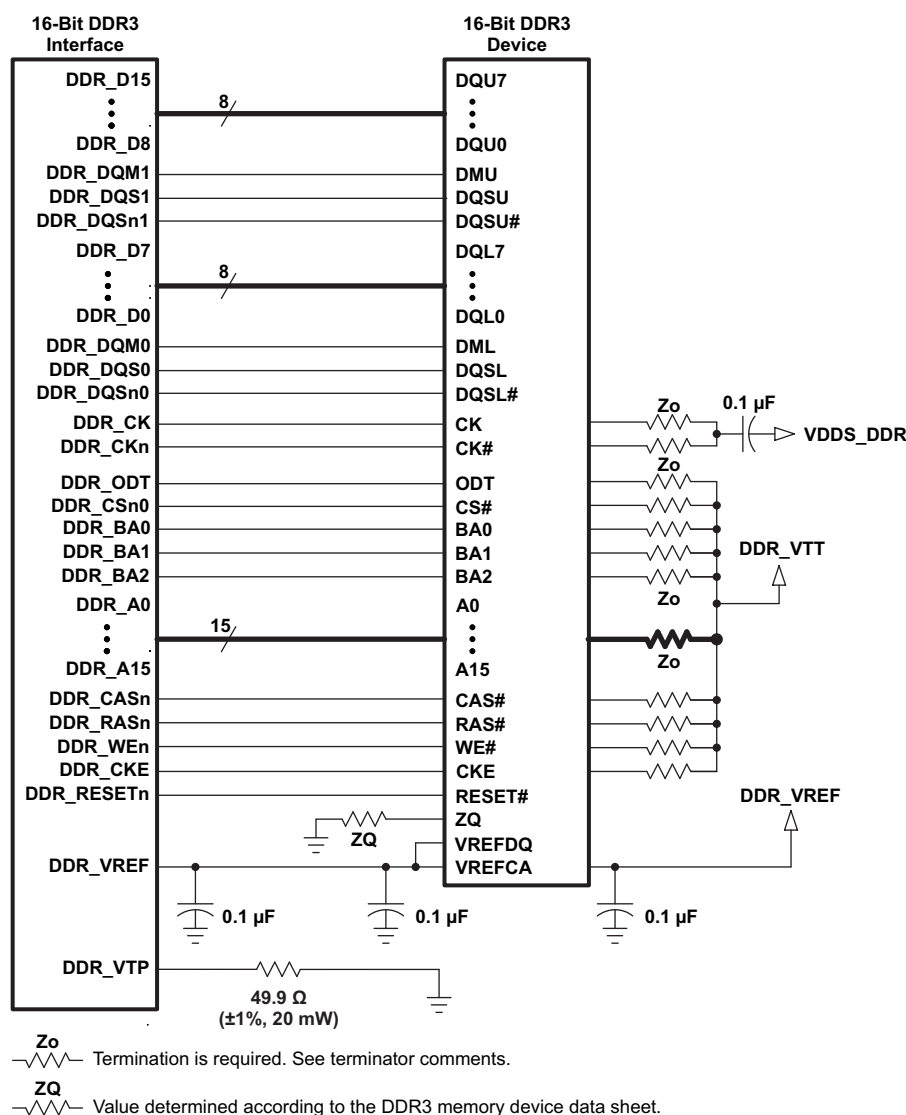 16-Bit DDR3
Interface
16-Bit DDR3
Device
DDR_D15
8
DQU7
DDR_D8
DQU0
DDR_DQM1
DMU
DDR_DQS1
DQSU
DDR_DQSn1
DQSU#
DDR_D7
8
DQL7
DDR_D0
DQL0
DDR_DQM0
DML
DDR_DQS0
DQSL
DDR_DQSn0
DQSL#
Zo
0.1 µF
DDR_CK
CK
VDDS_DDR
DDR_CKn
CK#
Zo
DDR_ODT
ODT
DDR_CSn0
CS#
DDR_BA0
BA0
DDR_BA1
BA1
DDR_VTT
DDR_BA2
BA2
Zo
DDR_A0
A0
15
Zo
DDR_A15
A15
DDR_CASn
CAS#
DDR_RASn
RAS#
DDR_WEn
WE#
DDR_CKE
CKE
DDR_RESETn
RESET#
DDR_VREF
ZQ
ZQ
VREFDQ
DDR_VREF
VREFCA
0.1 µF
0.1 µF
0.1 µF
DDR_VTP
49.9 Ω
(±1%, 20 mW)
Zo
Termination is required. See terminator comments.
ZQ
Value determined according to the DDR3 memory device data sheet.